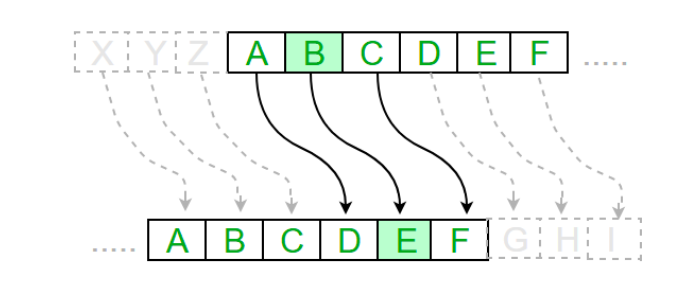 X Y Z A B C D E F .....
..... A B C D E F G H I